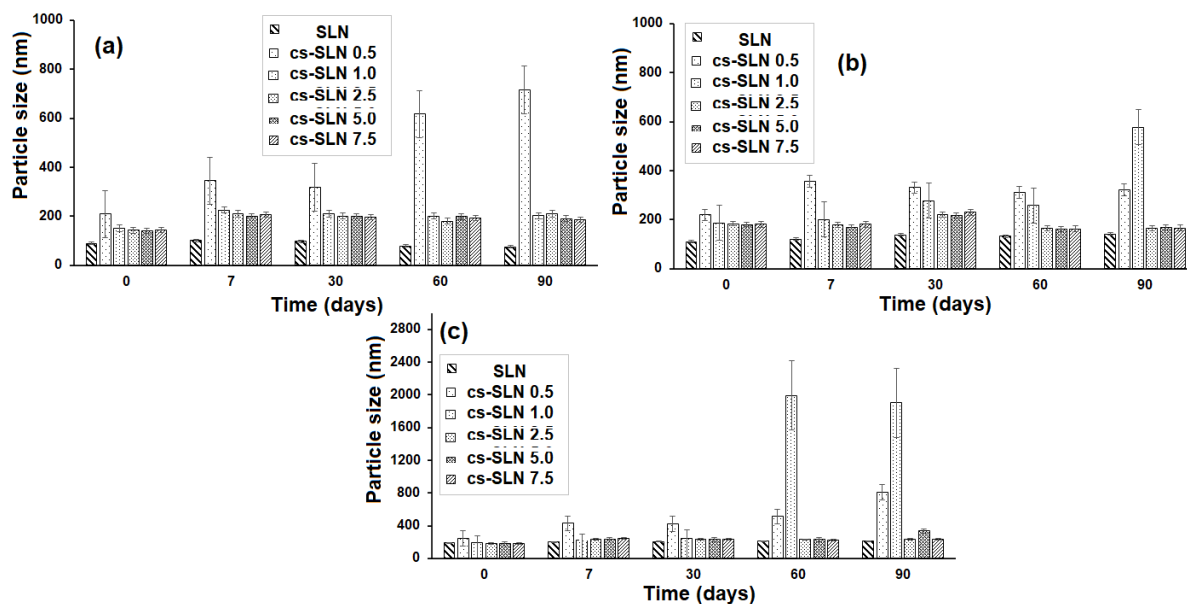 (a)
Particle size (nm)
1000
800
600
400
200
0
SLN
cs-SLN 0.5
cs-SLN 1.0
cs-SLN 2.5
cs-SLN 5.0
cs-SLN 7.5
0 7 30 60 90
Time (days)
(b)
Particle size (nm)
1000
800
600
400
200
0
SLN
cs-SLN 0.5
cs-SLN 1.0
cs-SLN 2.5
cs-SLN 5.0
cs-SLN 7.5
0 7 30 60 90
Time (days)
(c)
Particle size (nm)
2800
2400
2000
1600
1200
800
400
0
SLN
cs-SLN 0.5
cs-SLN 1.0
cs-SLN 2.5
cs-SLN 5.0
cs-SLN 7.5
0 7 30 60 90
Time (days)